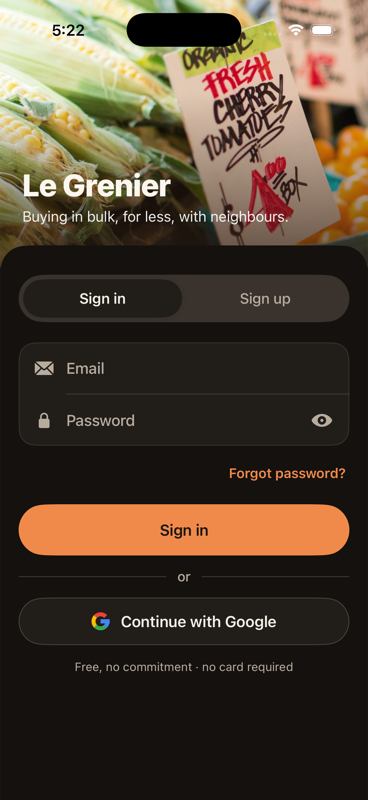 5:22
ORGANIC
FRESH
CHERRY
TOMATOES
BOX
Le Grenier
Buying in bulk, for less, with neighbours.
Sign in
Sign up
Email
Password
Forgot password?
Sign in
or
Continue with Google
Free, no commitment · no card required